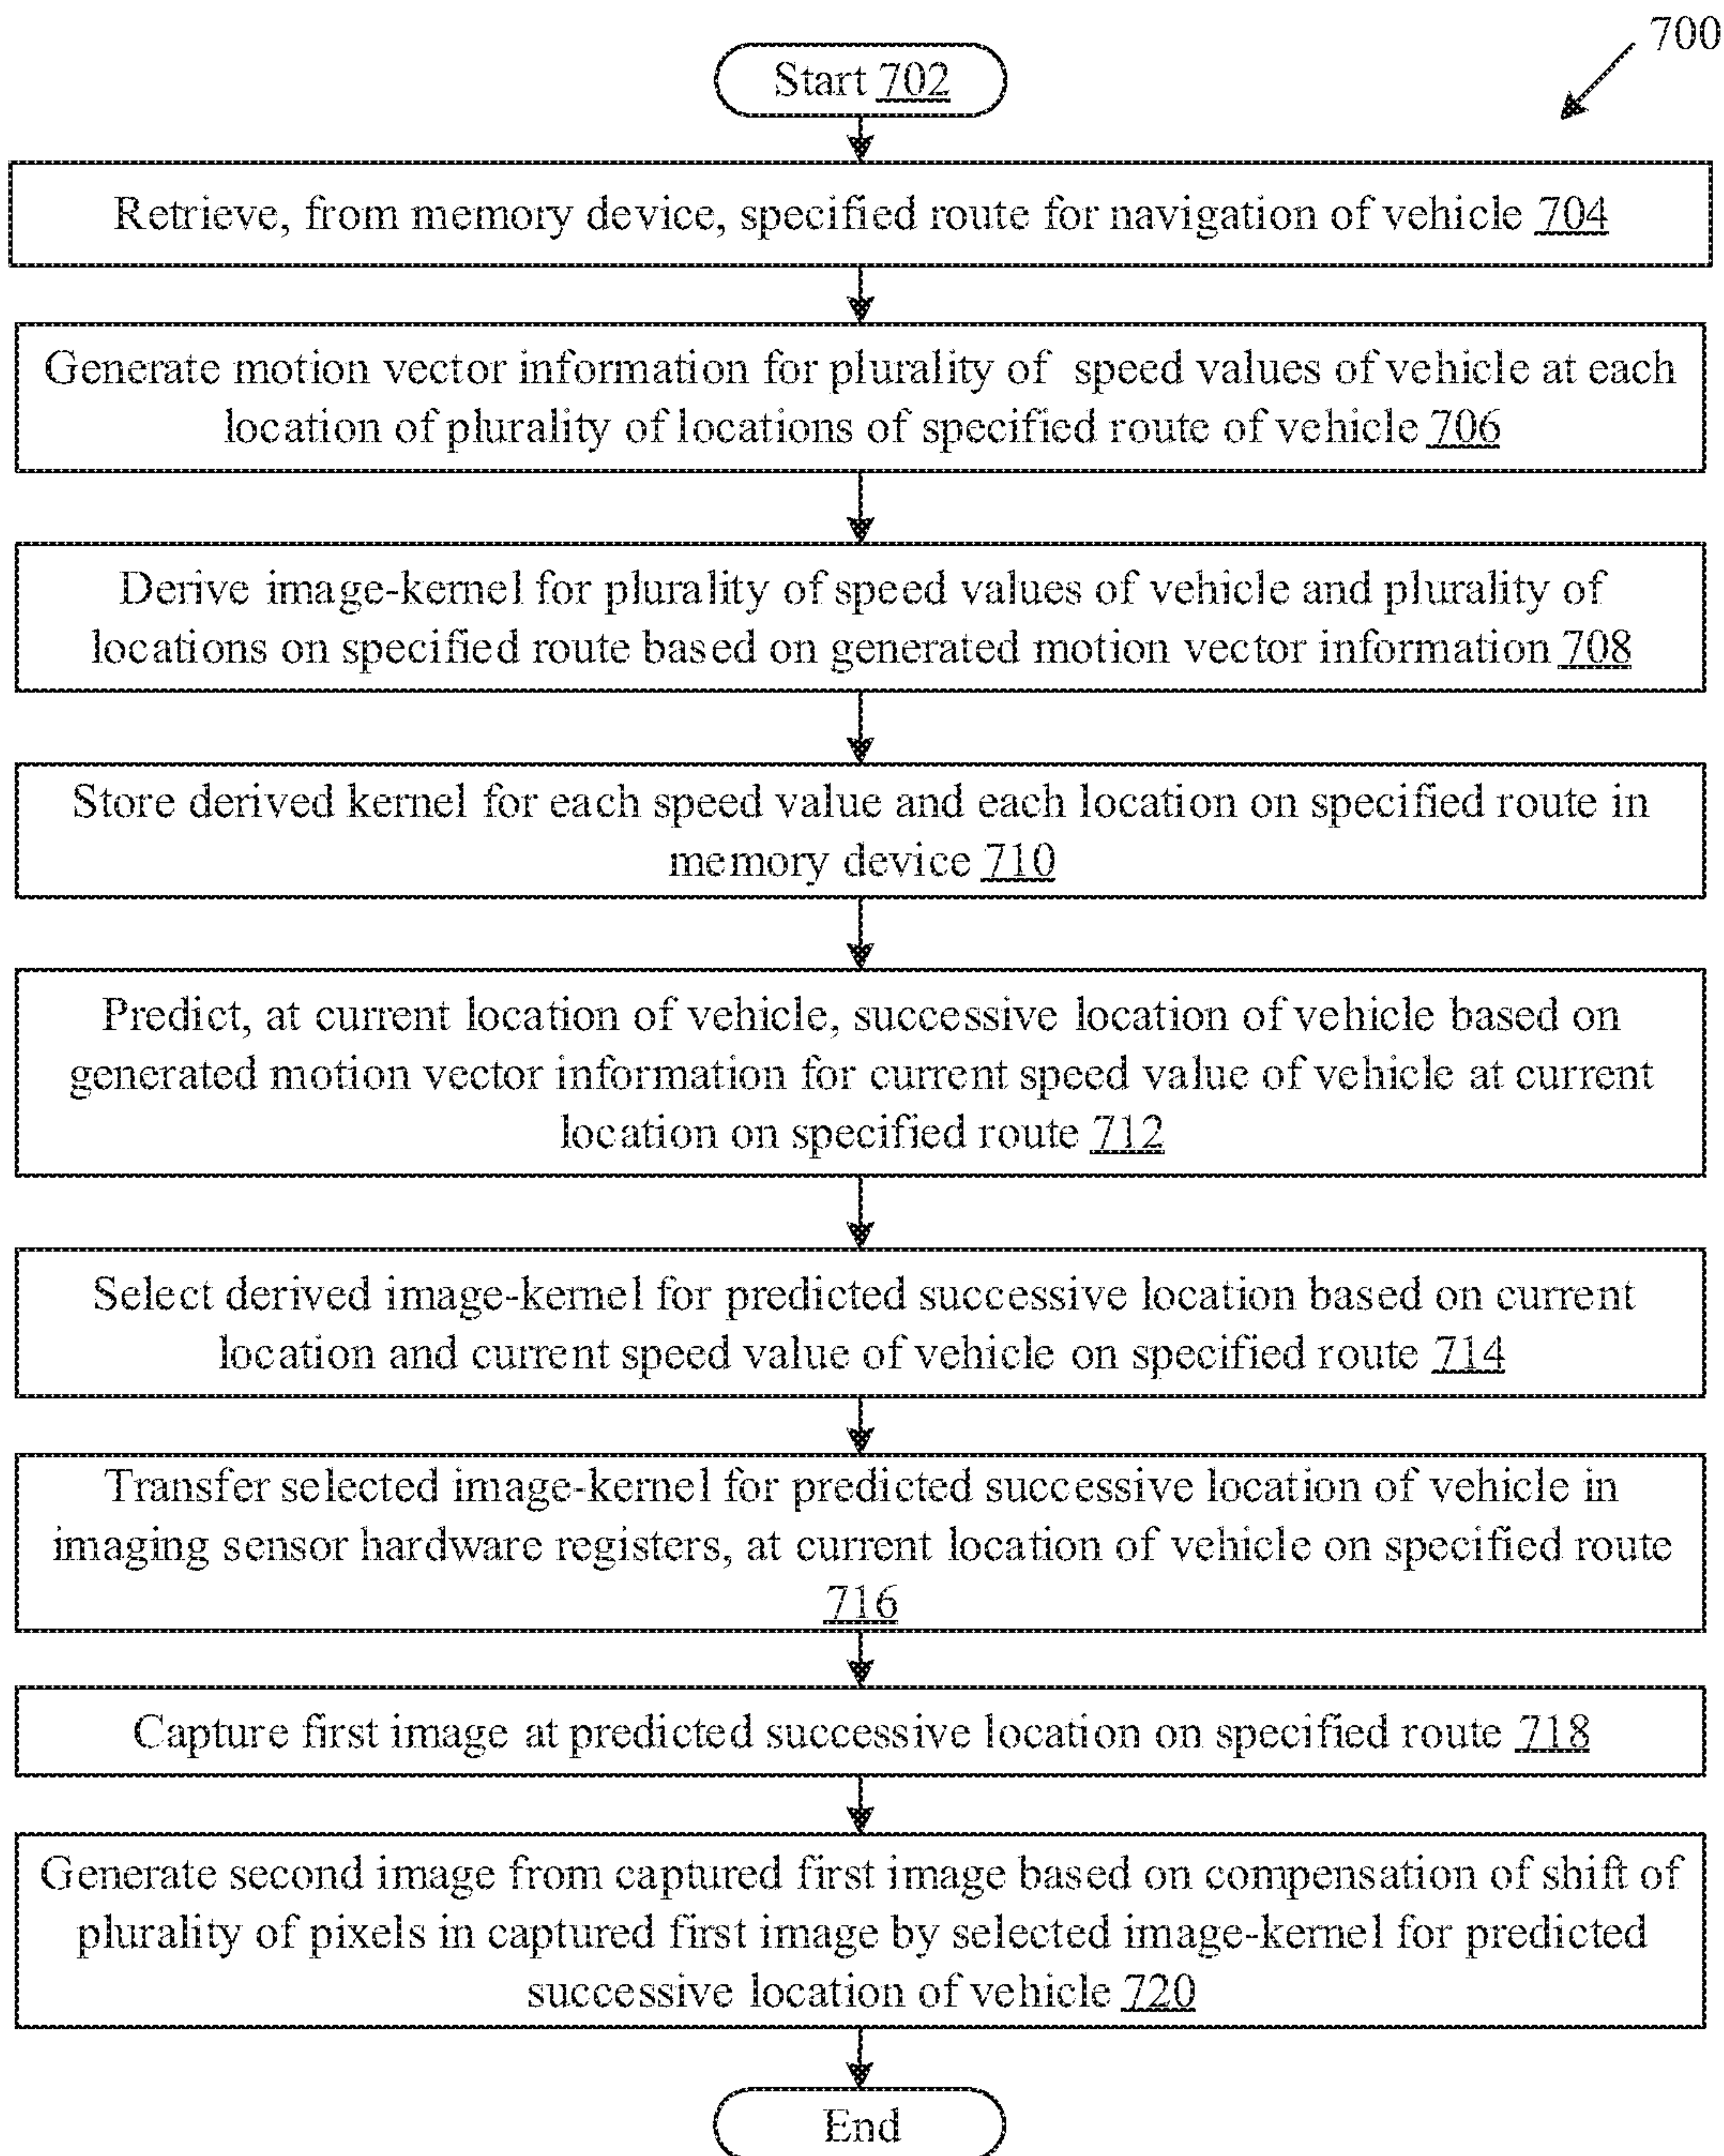 700
Start 702
Retrieve, from memory device, specified route for navigation of vehicle 704
Generate motion vector information for plurality of speed values of vehicle at each
location of plurality of locations of specified route of vehicle 706
Derive image-kernel for plurality of speed values of vehicle and plurality of
locations on specified route based on generated motion vector information 708
Store derived kernel for each speed value and each location on specified route in
memory device 710
Predict, at current location of vehicle, successive location of vehicle based on
generated motion vector information for current speed value of vehicle at current
location on specified route 712
Select derived image-kernel for predicted successive location based on current
location and current speed value of vehicle on specified route 714
Transfer selected image-kernel for predicted successive location of vehicle in
imaging sensor hardware registers, at current location of vehicle on specified route
716
Capture first image at predicted successive location on specified route 718
Generate second image from captured first image based on compensation of shift of
plurality of pixels in captured first image by selected image-kernel for predicted
successive location of vehicle 720
End